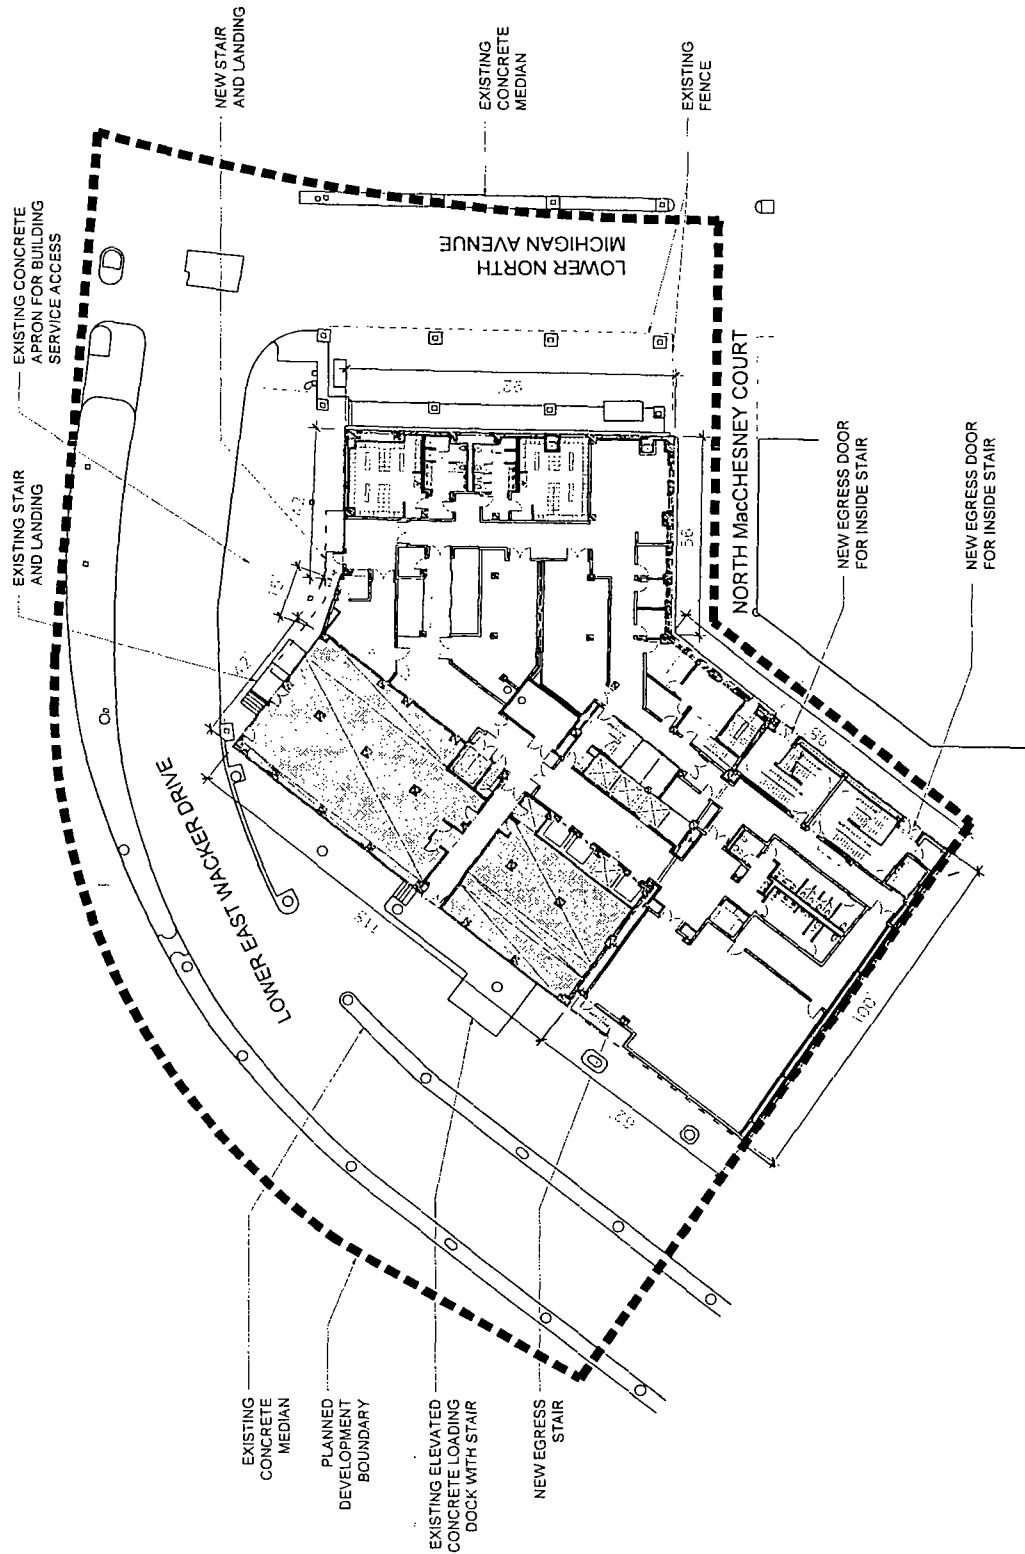 NEW STAIR
AND LANDING
EXISTING
CONCRETE
MEDIAN
EXISTING
FENCE
EXISTING CONCRETE
APRON FOR BUILDING
SERVICE ACCESS
EXISTING STAIR
AND LANDING
LOWER NORTH
MICHIGAN AVENUE
NORTH MacCHESNEY COURT
NEW EGRESS DOOR
FOR INSIDE STAIR
NEW EGRESS DOOR
FOR INSIDE STAIR
LOWER EAST WACKER DRIVE
92'
56'
100'
62'
EXISTING
CONCRETE
MEDIAN
PLANNED
DEVELOPMENT
BOUNDARY
EXISTING ELEVATED
CONCRETE LOADING
DOCK WITH STAIR
NEW EGRESS
STAIR